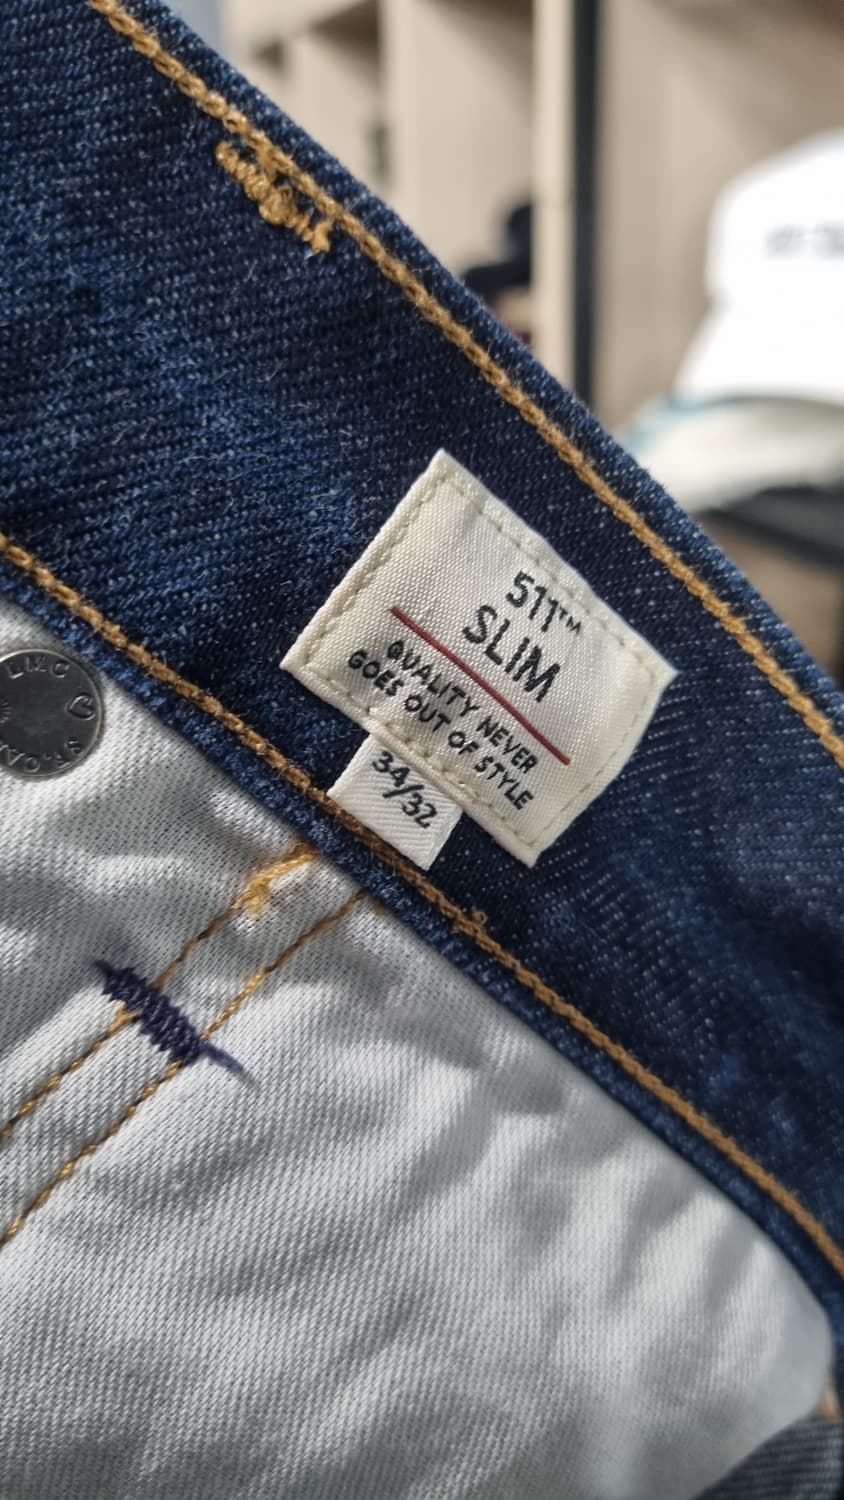 511™
SLIM
QUALITY NEVER
GOES OUT OF STYLE
34/32